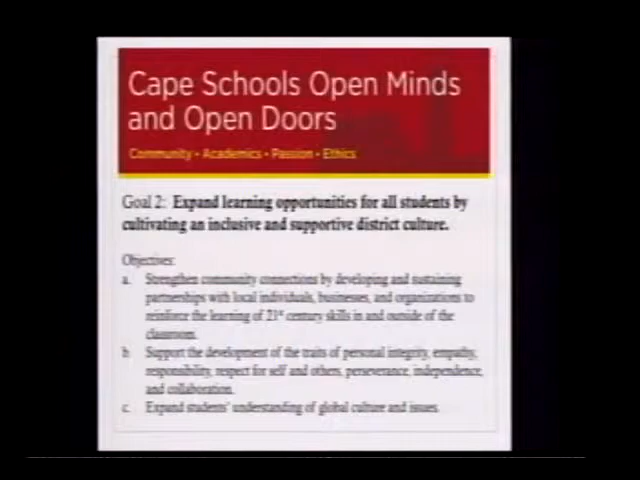 Cape Schools Open Minds
and Open Doors
Community • Academics • Passion • Ethics
Goal 2: Expand learning opportunities for all students by
cultivating an inclusive and supportive district culture.
Objectives:
a. Strengthen community connections by developing and sustaining
partnerships with local individuals, businesses, and organizations to
reinforce the learning of 21st century skills in and outside of the
classroom.
b Support the development of the traits of personal integrity, empathy,
responsibility, respect for self and others, perseverance, independence,
and collaboration.
c. Expand students' understanding of global culture and issues.